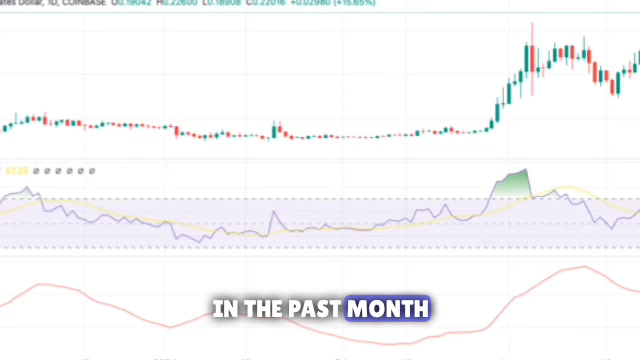 ates Dollar, 1D, COINBASE O0.19042 H0.22600 L0.18908 C0.22016 +0.02980 (+15.65%)
57.23 Ø Ø Ø Ø Ø Ø
IN THE PAST MONTH